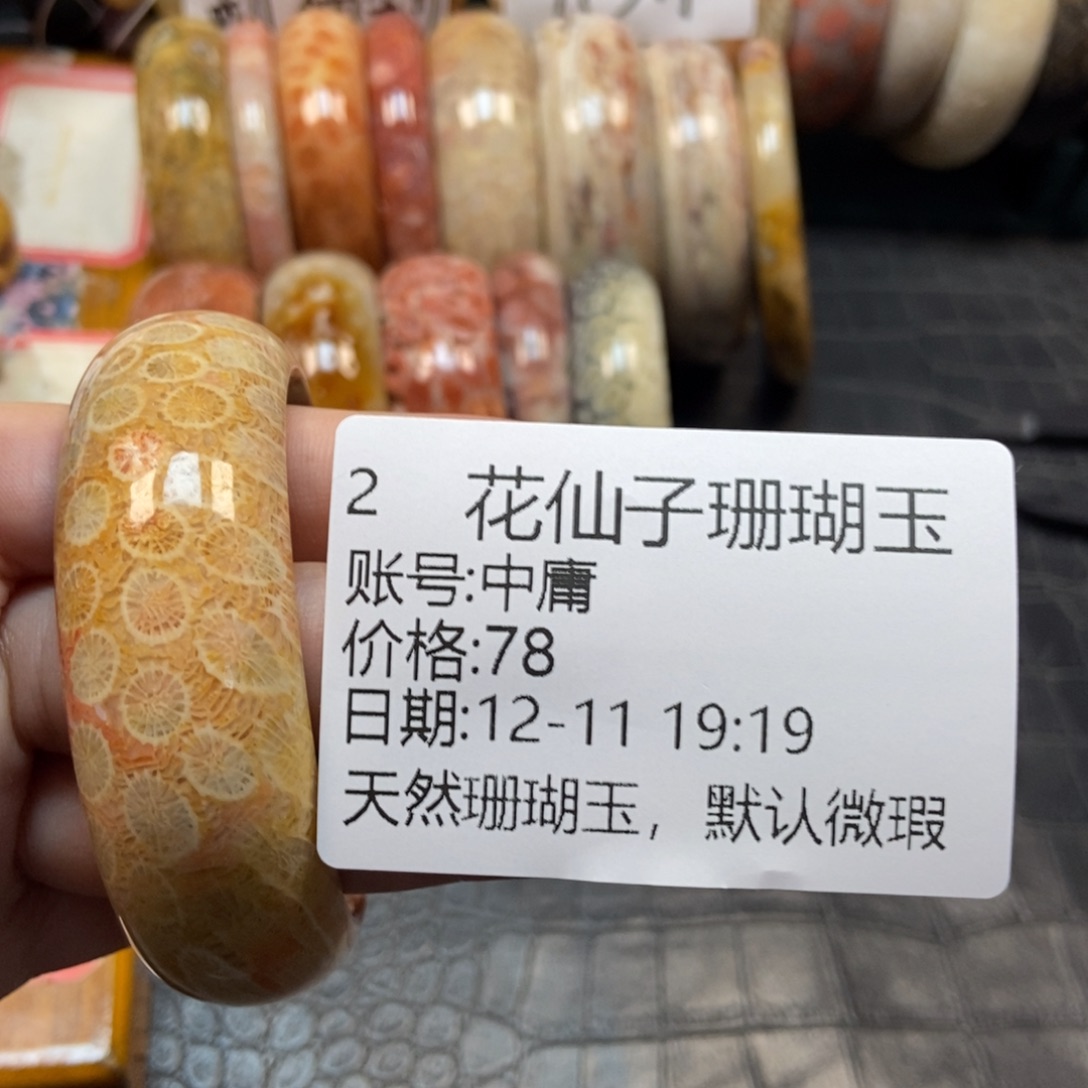 2 花仙子珊瑚玉
账号:中庸
价格:78
日期:12-11 19:19
天然珊瑚玉，默认微瑕